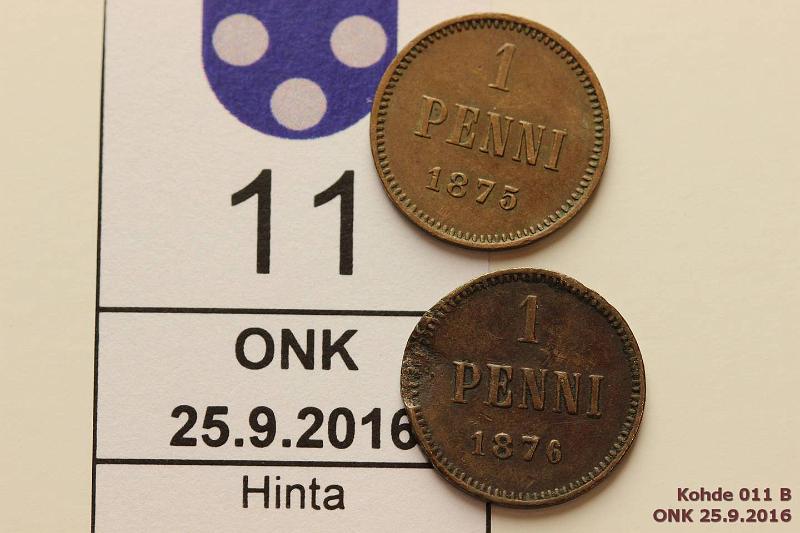 11
ONK
25.9.2016
Hinta
1
PENNI
1875
1
PENNI
1876
Kohde 011 B
ONK 25.9.2016